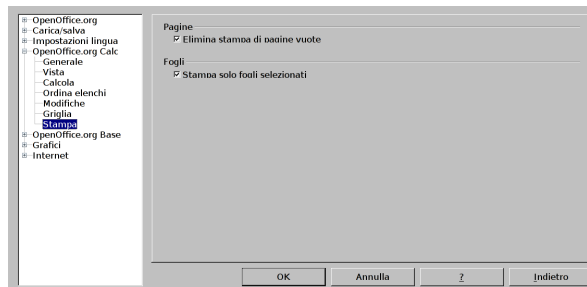 OpenOffice.org
Carica/salva
Impostazioni lingua
OpenOffice.org Calc
Generale
Vista
Calcola
Ordina elenchi
Modifiche
Griglia
Stampa
OpenOffice.org Base
Grafici
Internet
Pagine
Elimina stampa di pagine vuote
Fogli
Stampa solo fogli selezionati
OK
Annulla
?
Indietro